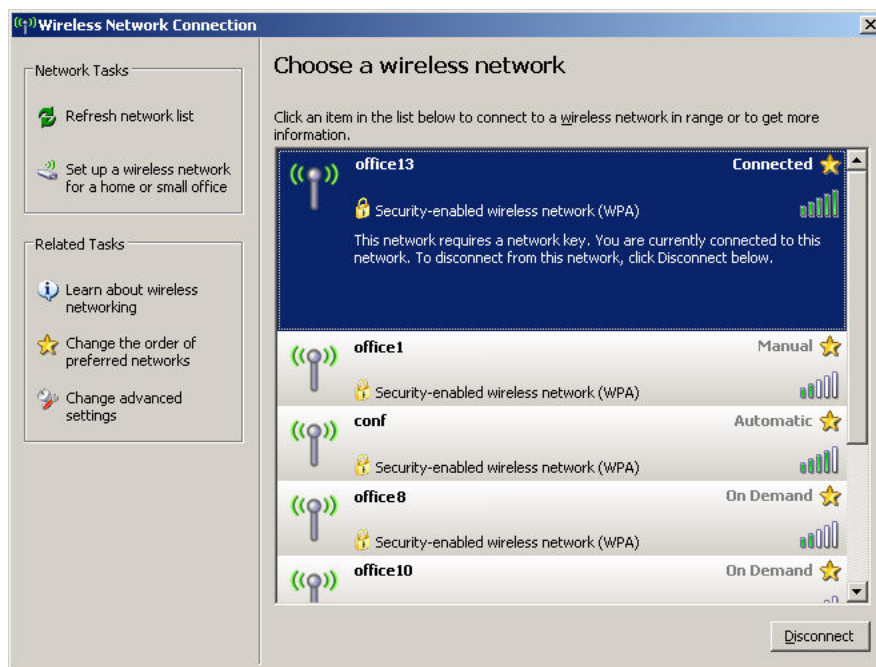 Wireless Network Connection
Network Tasks
Refresh network list
Set up a wireless network
for a home or small office
Related Tasks
Learn about wireless
networking
Change the order of
preferred networks
Change advanced
settings
Choose a wireless network
Click an item in the list below to connect to a wireless network in range or to get more
information.
office13 Connected
Security-enabled wireless network (WPA)
This network requires a network key. You are currently connected to this
network. To disconnect from this network, click Disconnect below.
office1 Manual
Security-enabled wireless network (WPA)
conf Automatic
Security-enabled wireless network (WPA)
office8 On Demand
Security-enabled wireless network (WPA)
office10 On Demand
Disconnect